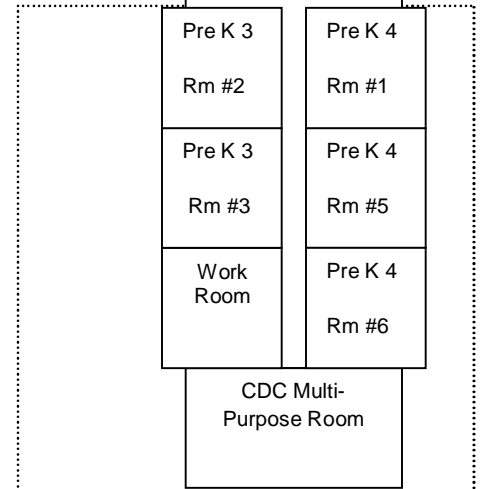 Pre K 3
Rm #2
Pre K 4
Rm #1
Pre K 3
Rm #3
Pre K 4
Rm #5
Work
Room
Pre K 4
Rm #6
CDC Multi-
Purpose Room